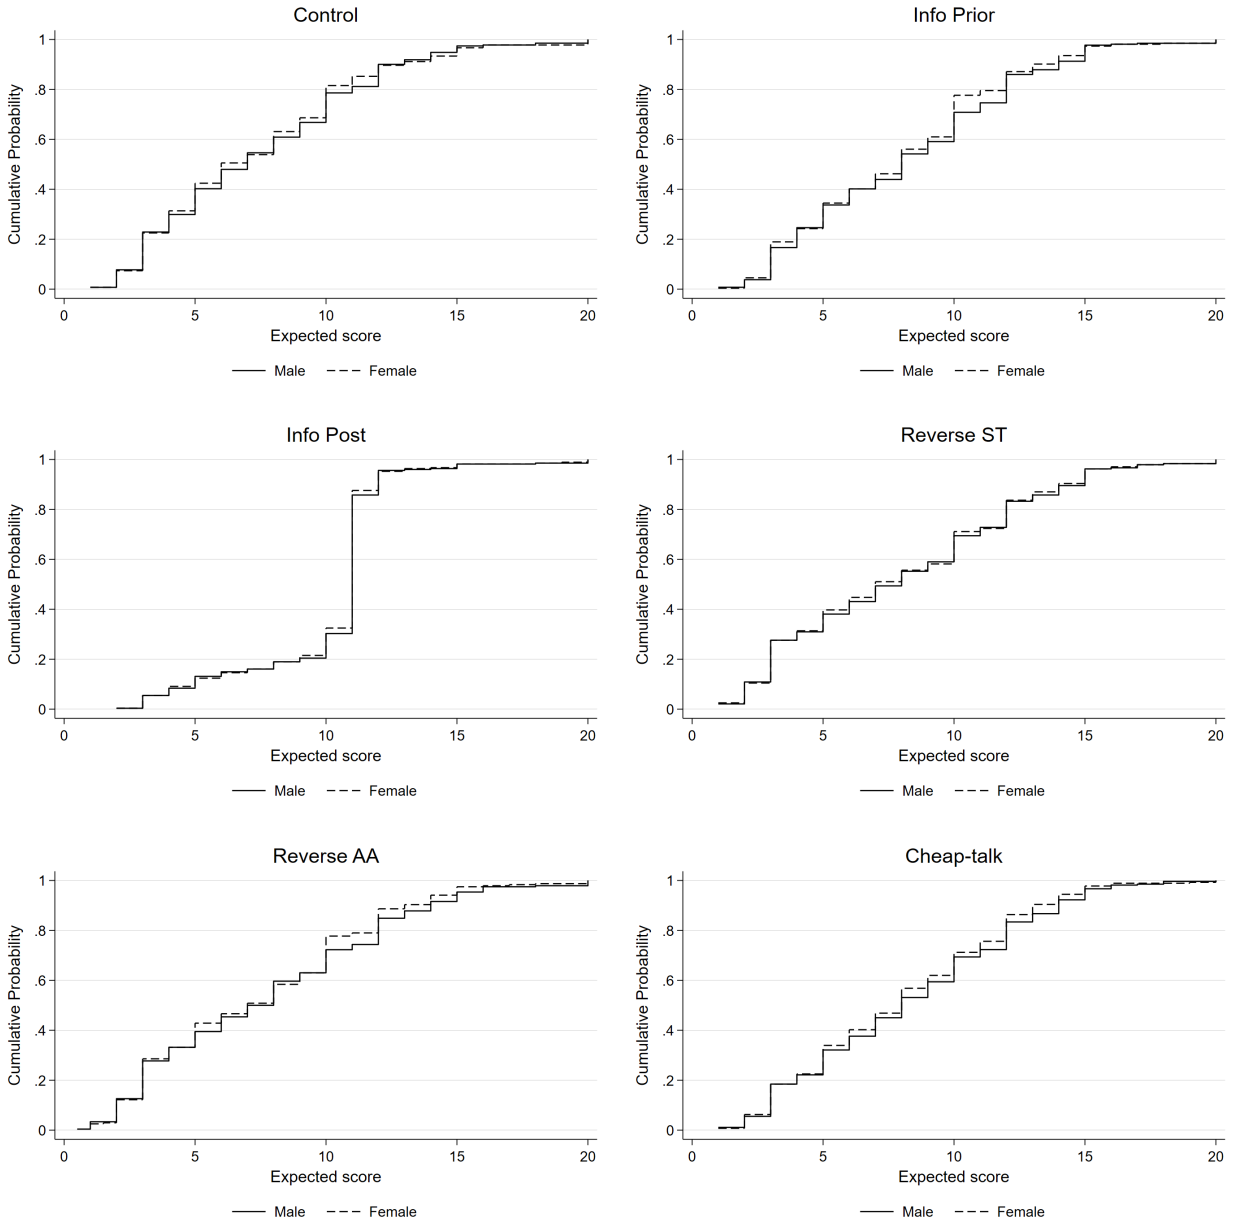 Control
Cumulative Probability
1
.8
.6
.4
.2
0
0 5 10 15 20
Expected score
Male Female
Info Prior
Cumulative Probability
1
.8
.6
.4
.2
0
0 5 10 15 20
Expected score
Male Female
Info Post
Cumulative Probability
1
.8
.6
.4
.2
0
0 5 10 15 20
Expected score
Male Female
Reverse ST
Cumulative Probability
1
.8
.6
.4
.2
0
0 5 10 15 20
Expected score
Male Female
Reverse AA
Cumulative Probability
1
.8
.6
.4
.2
0
0 5 10 15 20
Expected score
Male Female
Cheap-talk
Cumulative Probability
1
.8
.6
.4
.2
0
0 5 10 15 20
Expected score
Male Female